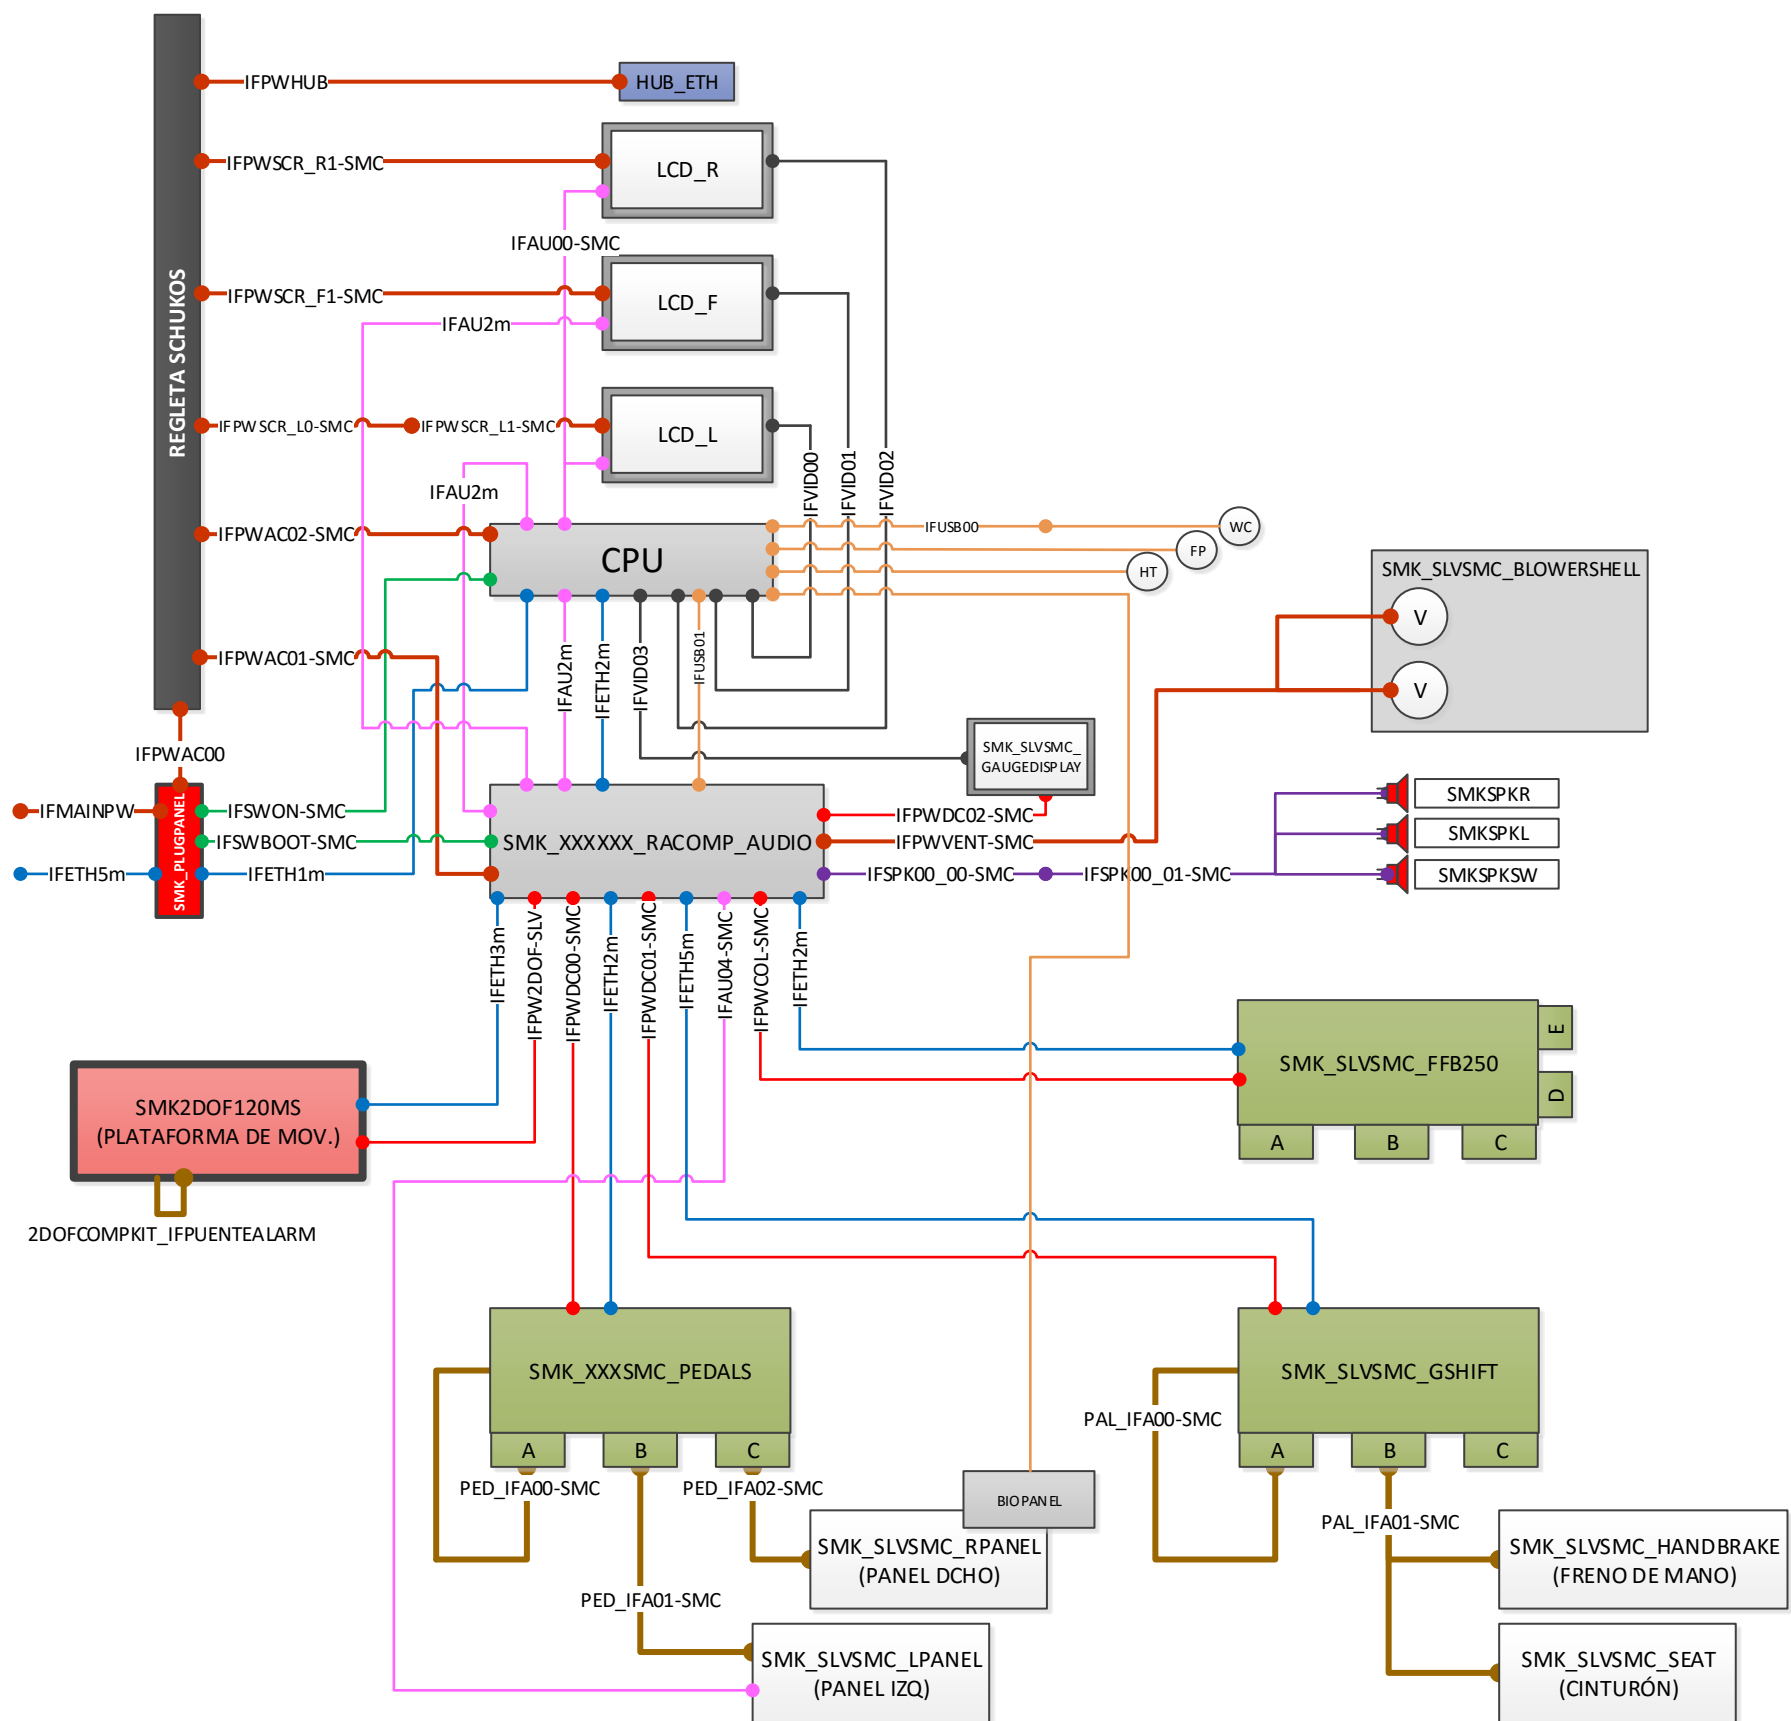 IFPWHUB
HUB_ETH
IFPWSCR_R1-SMC
LCD_R
IFAU00-SMC
REGLETA SCHUKOS
IFPWSCR_F1-SMC
LCD_F
IFAU2m
IFPWSCR_L0-SMC
IFPWSCR_L1-SMC
LCD_L
IFVID00
IFVID01
IFVID02
IFAU2m
IFPWAC02-SMC
CPU
IFUSB00
WC
FP
HT
SMK_SLVSMC_BLOWERSHELL
V
V
IFPWAC01-SMC
IFAU2m
IFETH2m
IFVID03
IFUSB01
IFPWAC00
SMK_SLVSMC_
GAUGEDISPLAY
IFMAINPW
SMK_PLUGPANEL
IFSWON-SMC
IFSWBOOT-SMC
IFETH5m
IFETH1m
SMK_XXXXXX_RACOMP_AUDIO
IFPWDC02-SMC
IFPWVENT-SMC
IFSPK00_00-SMC
IFSPK00_01-SMC
SMKSPKR
SMKSPKL
SMKSPKSW
IFETH3m
IFPW2DOF-SLV
IFPWDC00-SMC
IFETH2m
IFPWDC01-SMC
IFETH5m
IFAU04-SMC
IFPWCOL-SMC
IFETH2m
SMK_SLVSMC_FFB250
E
D
A
B
C
SMK2DOF120MS
(PLATAFORMA DE MOV.)
2DOFCOMPKIT_IFPUENTEALARM
SMK_XXXSMC_PEDALS
A
B
C
PED_IFA00-SMC
PED_IFA02-SMC
PED_IFA01-SMC
SMK_SLVSMC_GSHIFT
PAL_IFA00-SMC
A
B
C
PAL_IFA01-SMC
BIOPANEL
SMK_SLVSMC_RPANEL
(PANEL DCHO)
SMK_SLVSMC_HANDBRAKE
(FRENO DE MANO)
SMK_SLVSMC_LPANEL
(PANEL IZQ)
SMK_SLVSMC_SEAT
(CINTURÓN)